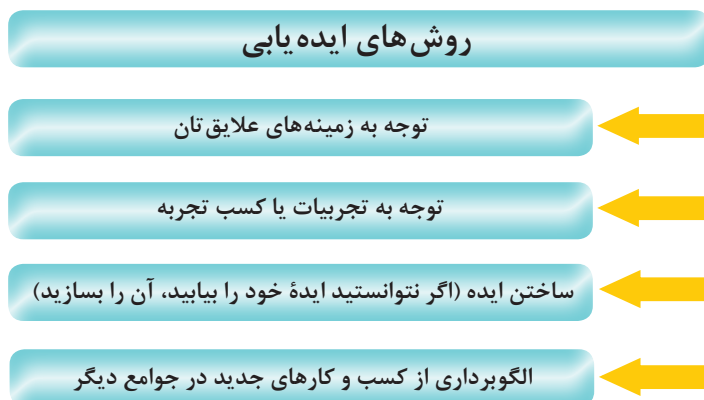 روش‌های ایده‌یابی
توجه به زمینه‌های علایق‌تان
توجه به تجربیات یا کسب تجربه
ساختن ایده (اگر نتوانستید ایدهٔ خود را بیابید، آن را بسازید)
الگوبرداری از کسب و کارهای جدید در جوامع دیگر